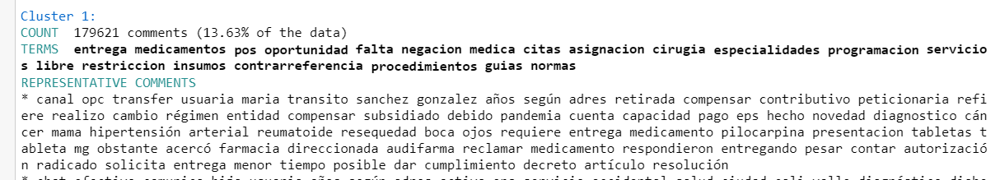 Cluster 1:
COUNT 179621 comments (13.63% of the data)
TERMS entrega medicamentos pos oportunidad falta negacion medica citas asignacion cirugia especialidades programacion servicio
s libre restriccion insumos contrarreferencia procedimientos guias normas
REPRESENTATIVE COMMENTS
* canal opc transfer usuaria maria transito sanchez gonzalez años según adres retirada compensar contributivo peticionaria refi
ere realizo cambio régimen entidad compensar subsidiado debido pandemia cuenta capacidad pago eps hecho novedad diagnostico cán
cer mama hipertensión arterial reumatoide resequedad boca ojos requiere entrega medicamento pilocarpina presentacion tabletas t
ableta mg obstante acercó farmacia direccionada audifarma reclamar medicamento respondieron entregando pesar contar autorizació
n radicado solicita entrega menor tiempo posible dar cumplimiento decreto artículo resolución